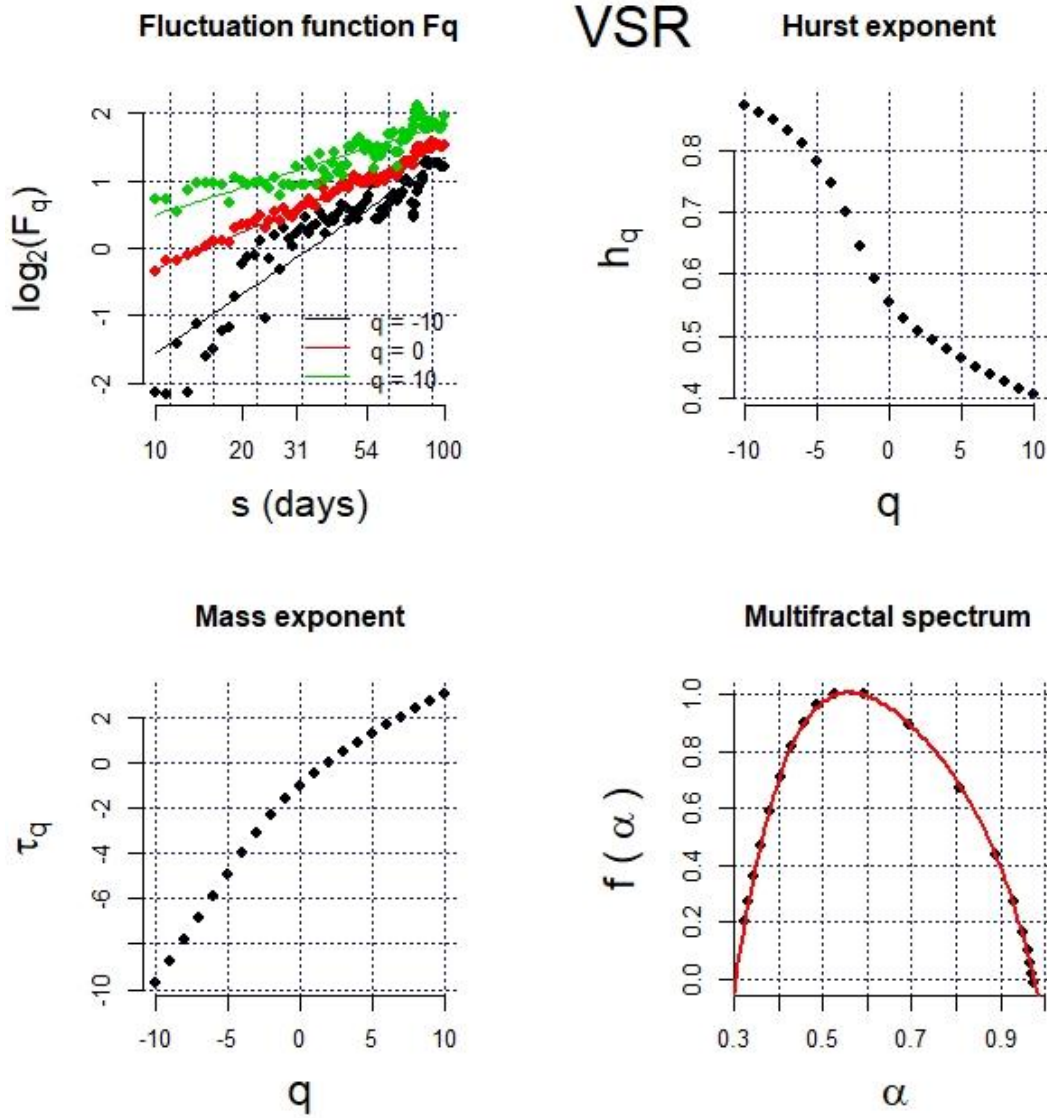 VSR
Fluctuation function Fq
log₂(F_q)
2
1
0
-1
-2
q = -10
q = 0
q = 10
10 20 31 54 100
s (days)
Hurst exponent
h_q
0.8
0.7
0.6
0.5
0.4
-10 -5 0 5 10
q
Mass exponent
τ_q
2
0
-2
-4
-6
-10
-10 -5 0 5 10
q
Multifractal spectrum
f ( α )
1.0
0.8
0.6
0.4
0.2
0.0
0.3 0.5 0.7 0.9
α